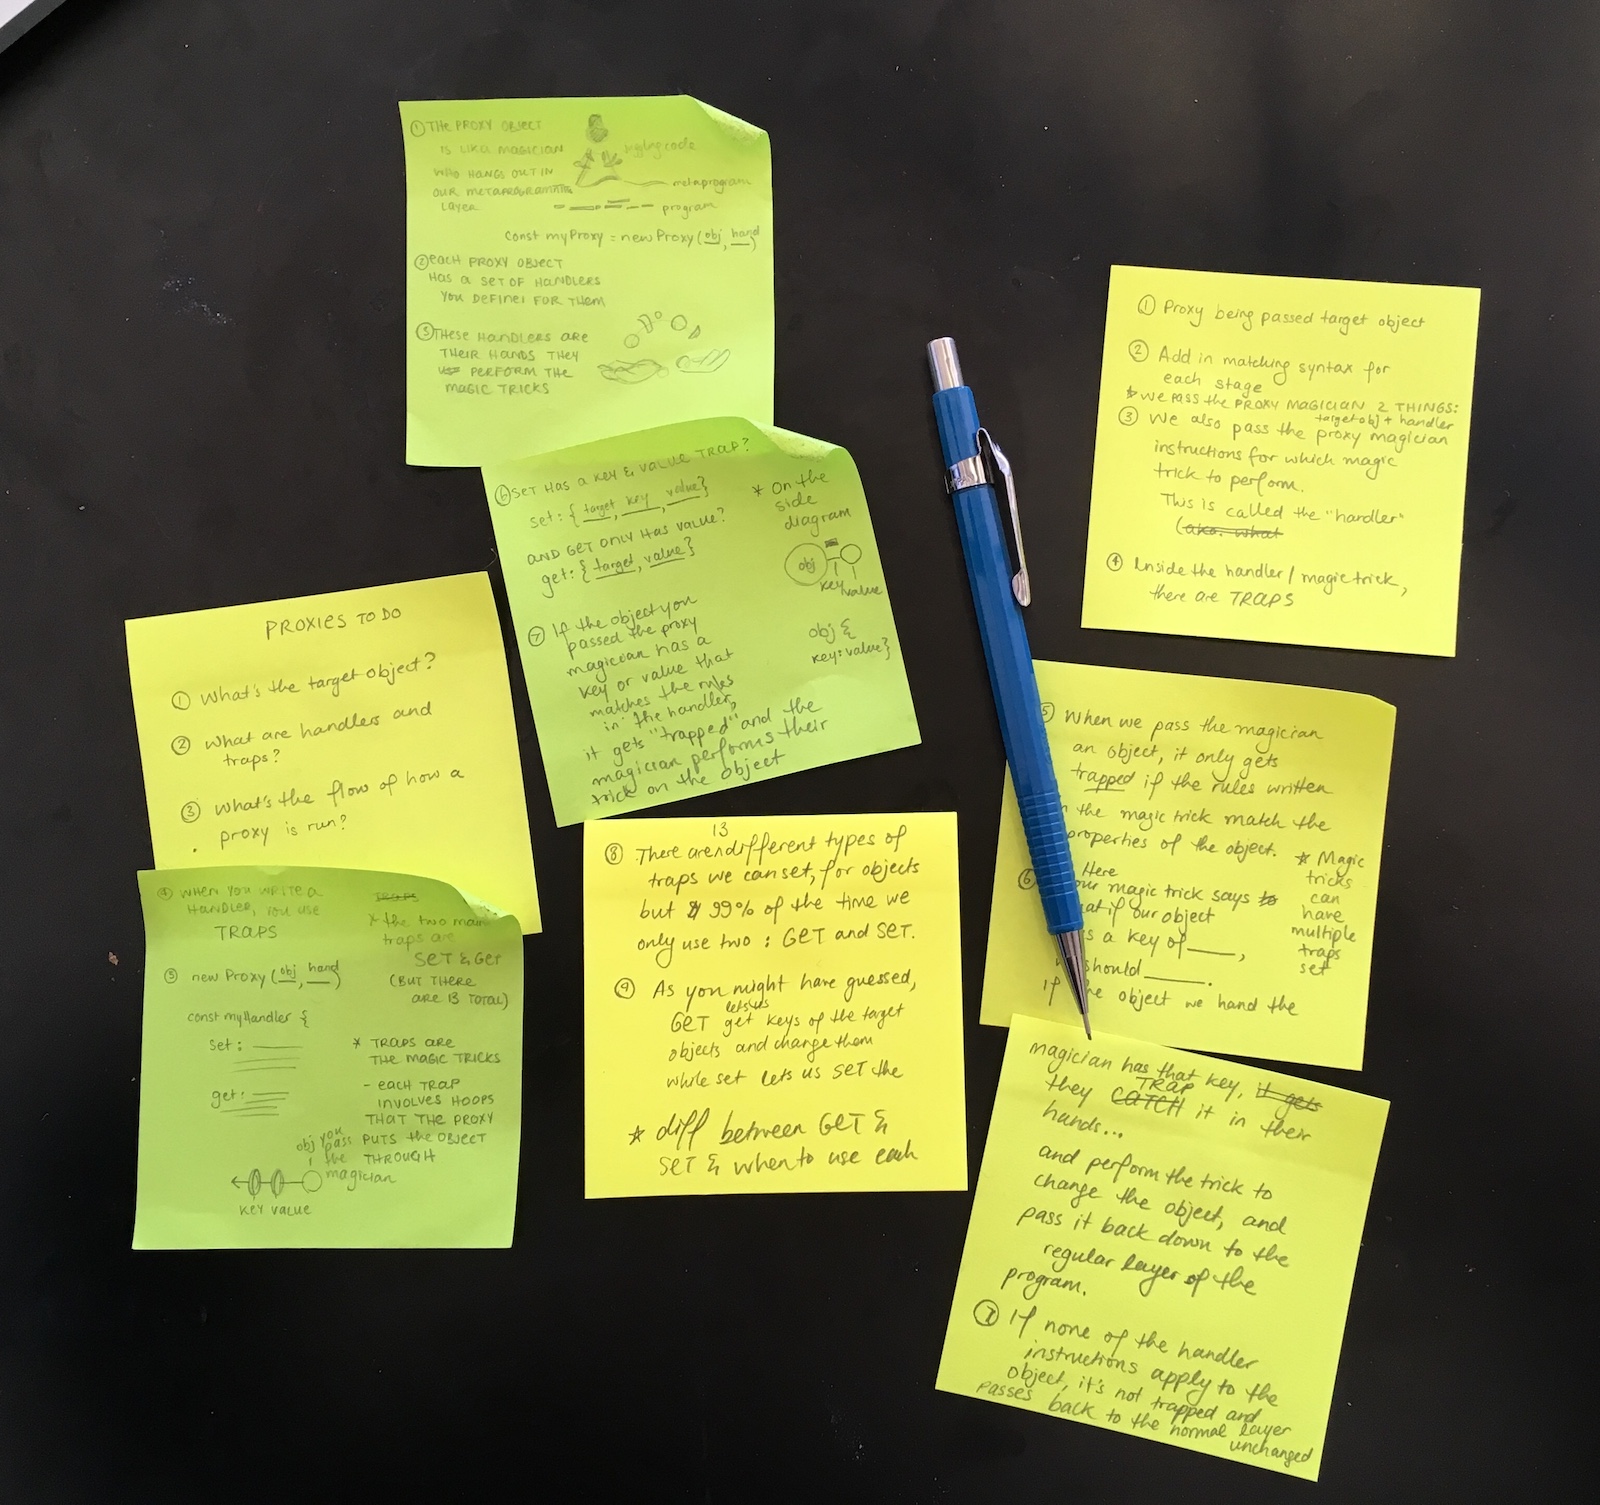 ① THE PROXY OBJECT
IS LIKE MAGICIAN
WHO HANGS OUT IN
OUR METAPROGRAMMING
LAYER
code
metaprogram
program
const myProxy = new Proxy (obj, hand)
② EACH PROXY OBJECT
HAS A SET OF HANDLERS
YOU DEFINE FOR THEM
③ THESE HANDLERS ARE
THEIR HANDS THEY
USE PERFORM THE
MAGIC TRICKS
⑥ SET HAS A KEY & VALUE TRAP?
set: { target, key, value }
AND GET ONLY HAS VALUE?
get: { target, value }
* On the
side
diagram
obj
key value
obj {
key: value }
⑦ If the object you
passed the proxy
magician has a
key or value that
matches the rules
in the handler,
it gets "trapped" and the
magician performs their
trick on the object
PROXIES TO DO
① What's the target object?
② What are handlers and
traps?
③ What's the flow of how a
proxy is run?
④ WHEN YOU WRITE A
HANDLER, YOU USE
TRAPS
⑤ new Proxy (obj, hand)
const myHandler {
set:
get:
TRAPS
* the two main
traps are
SET & GET
(BUT THERE
ARE 13 TOTAL)
* TRAPS ARE
THE MAGIC TRICKS
- EACH TRAP
INVOLVES HOOPS
THAT THE PROXY
PUTS THE OBJECT
THROUGH
obj you
pass
the
magician
KEY VALUE
13
⑧ There are different types of
traps we can set, for objects
but 99% of the time we
only use two: GET and SET.
⑨ As you might have guessed,
lets us
GET get keys of the target
objects and change them
while set lets us SET the
* diff between GET &
SET & when to use each
① Proxy being passed target object
② Add in matching syntax for
each stage
* WE PASS the PROXY MAGICIAN 2 THINGS:
target obj + handler
③ We also pass the proxy magician
instructions for which magic
trick to perform.
This is called the "handler"
(aka. what
④ Inside the handler / magic trick,
there are TRAPS
⑤ When we pass the magician
an object, it only gets
trapped if the rules written
the magic trick match the
properties of the object.
* Magic
tricks
can
have
multiple
traps
set
⑥ Here
our magic trick says to
if our object
a key of ____,
should ____.
If the object we hand the
magician has that key, it gets
TRAP
they CATCH it in their
hands...
and perform the trick to
change the object, and
pass it back down to the
regular layer of the
program.
⑦ If none of the handler
instructions apply to the
object, it's not trapped and
passes back to the normal layer
unchanged